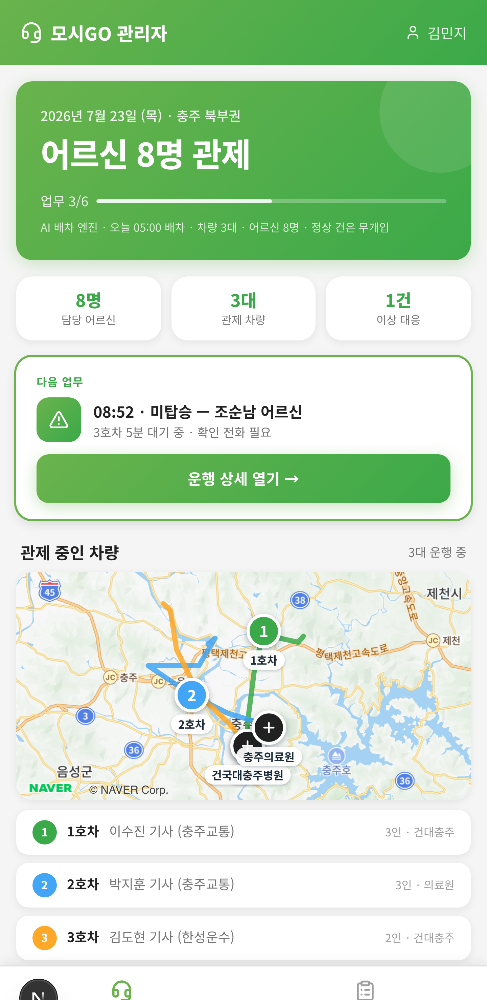 모시GO 관리자
김민지
2026년 7월 23일 (목) · 충주 북부권
어르신 8명 관제
업무 3/6
AI 배차 엔진 · 오늘 05:00 배차 · 차량 3대 · 어르신 8명 · 정상 건은 무개입
8명
담당 어르신
3대
관제 차량
1건
이상 대응
다음 업무
08:52 · 미탑승 — 조순남 어르신
3호차 5분 대기 중 · 확인 전화 필요
운행 상세 열기 →
관제 중인 차량
3대 운행 중
45
38
제천시
중앙고속도로
1
JC 제천
평택제천고
평택제천고속도로
1호차
JC 충주
JC
2
3
2호차
36
충주의료원
음성군
충주호
건국대충주병원
36
NAVER
© NAVER Corp.
1 1호차 이수진 기사 (충주교통) 3인 · 건대충주
2 2호차 박지훈 기사 (충주교통) 3인 · 의료원
3 3호차 김도현 기사 (한성운수) 2인 · 건대충주
N